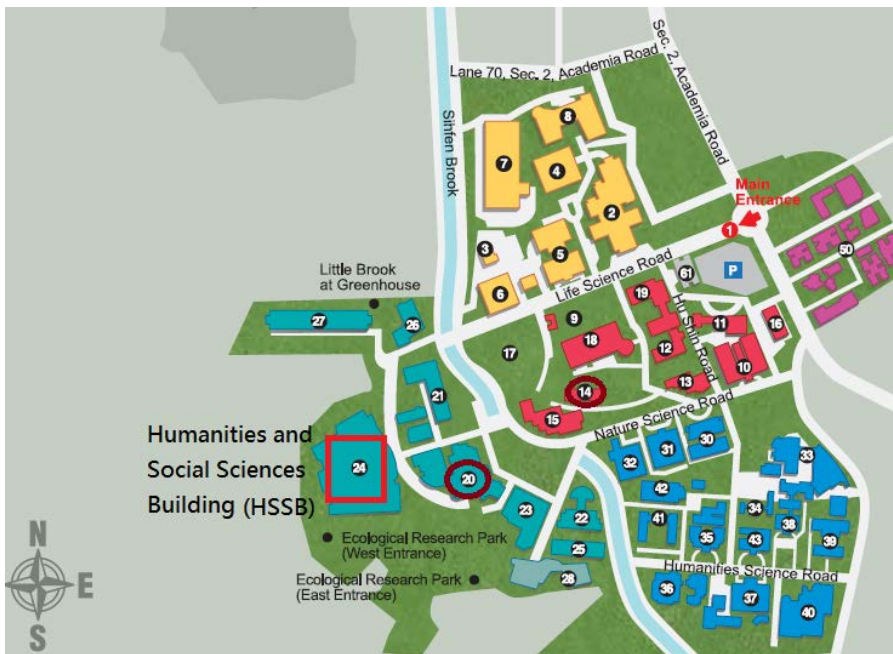 Lane 70, Sec. 2, Academia Road
Sec. 2, Academia Road
Sihfen Brook
8
7
4
2
Main
Entrance
1
3
5
50
61
P
6
Life Science Road
Little Brook
at Greenhouse
19
Hu Shih Road
27
26
9
11
16
18
12
17
10
13
14
21
15
Nature Science Road
Humanities and
Social Sciences
Building (HSSB)
24
20
32
31
30
33
42
34
23
22
41
35
43
38
39
25
Ecological Research Park
(West Entrance)
Humanities Science Road
Ecological Research Park
(East Entrance)
28
36
37
40
N
E
S